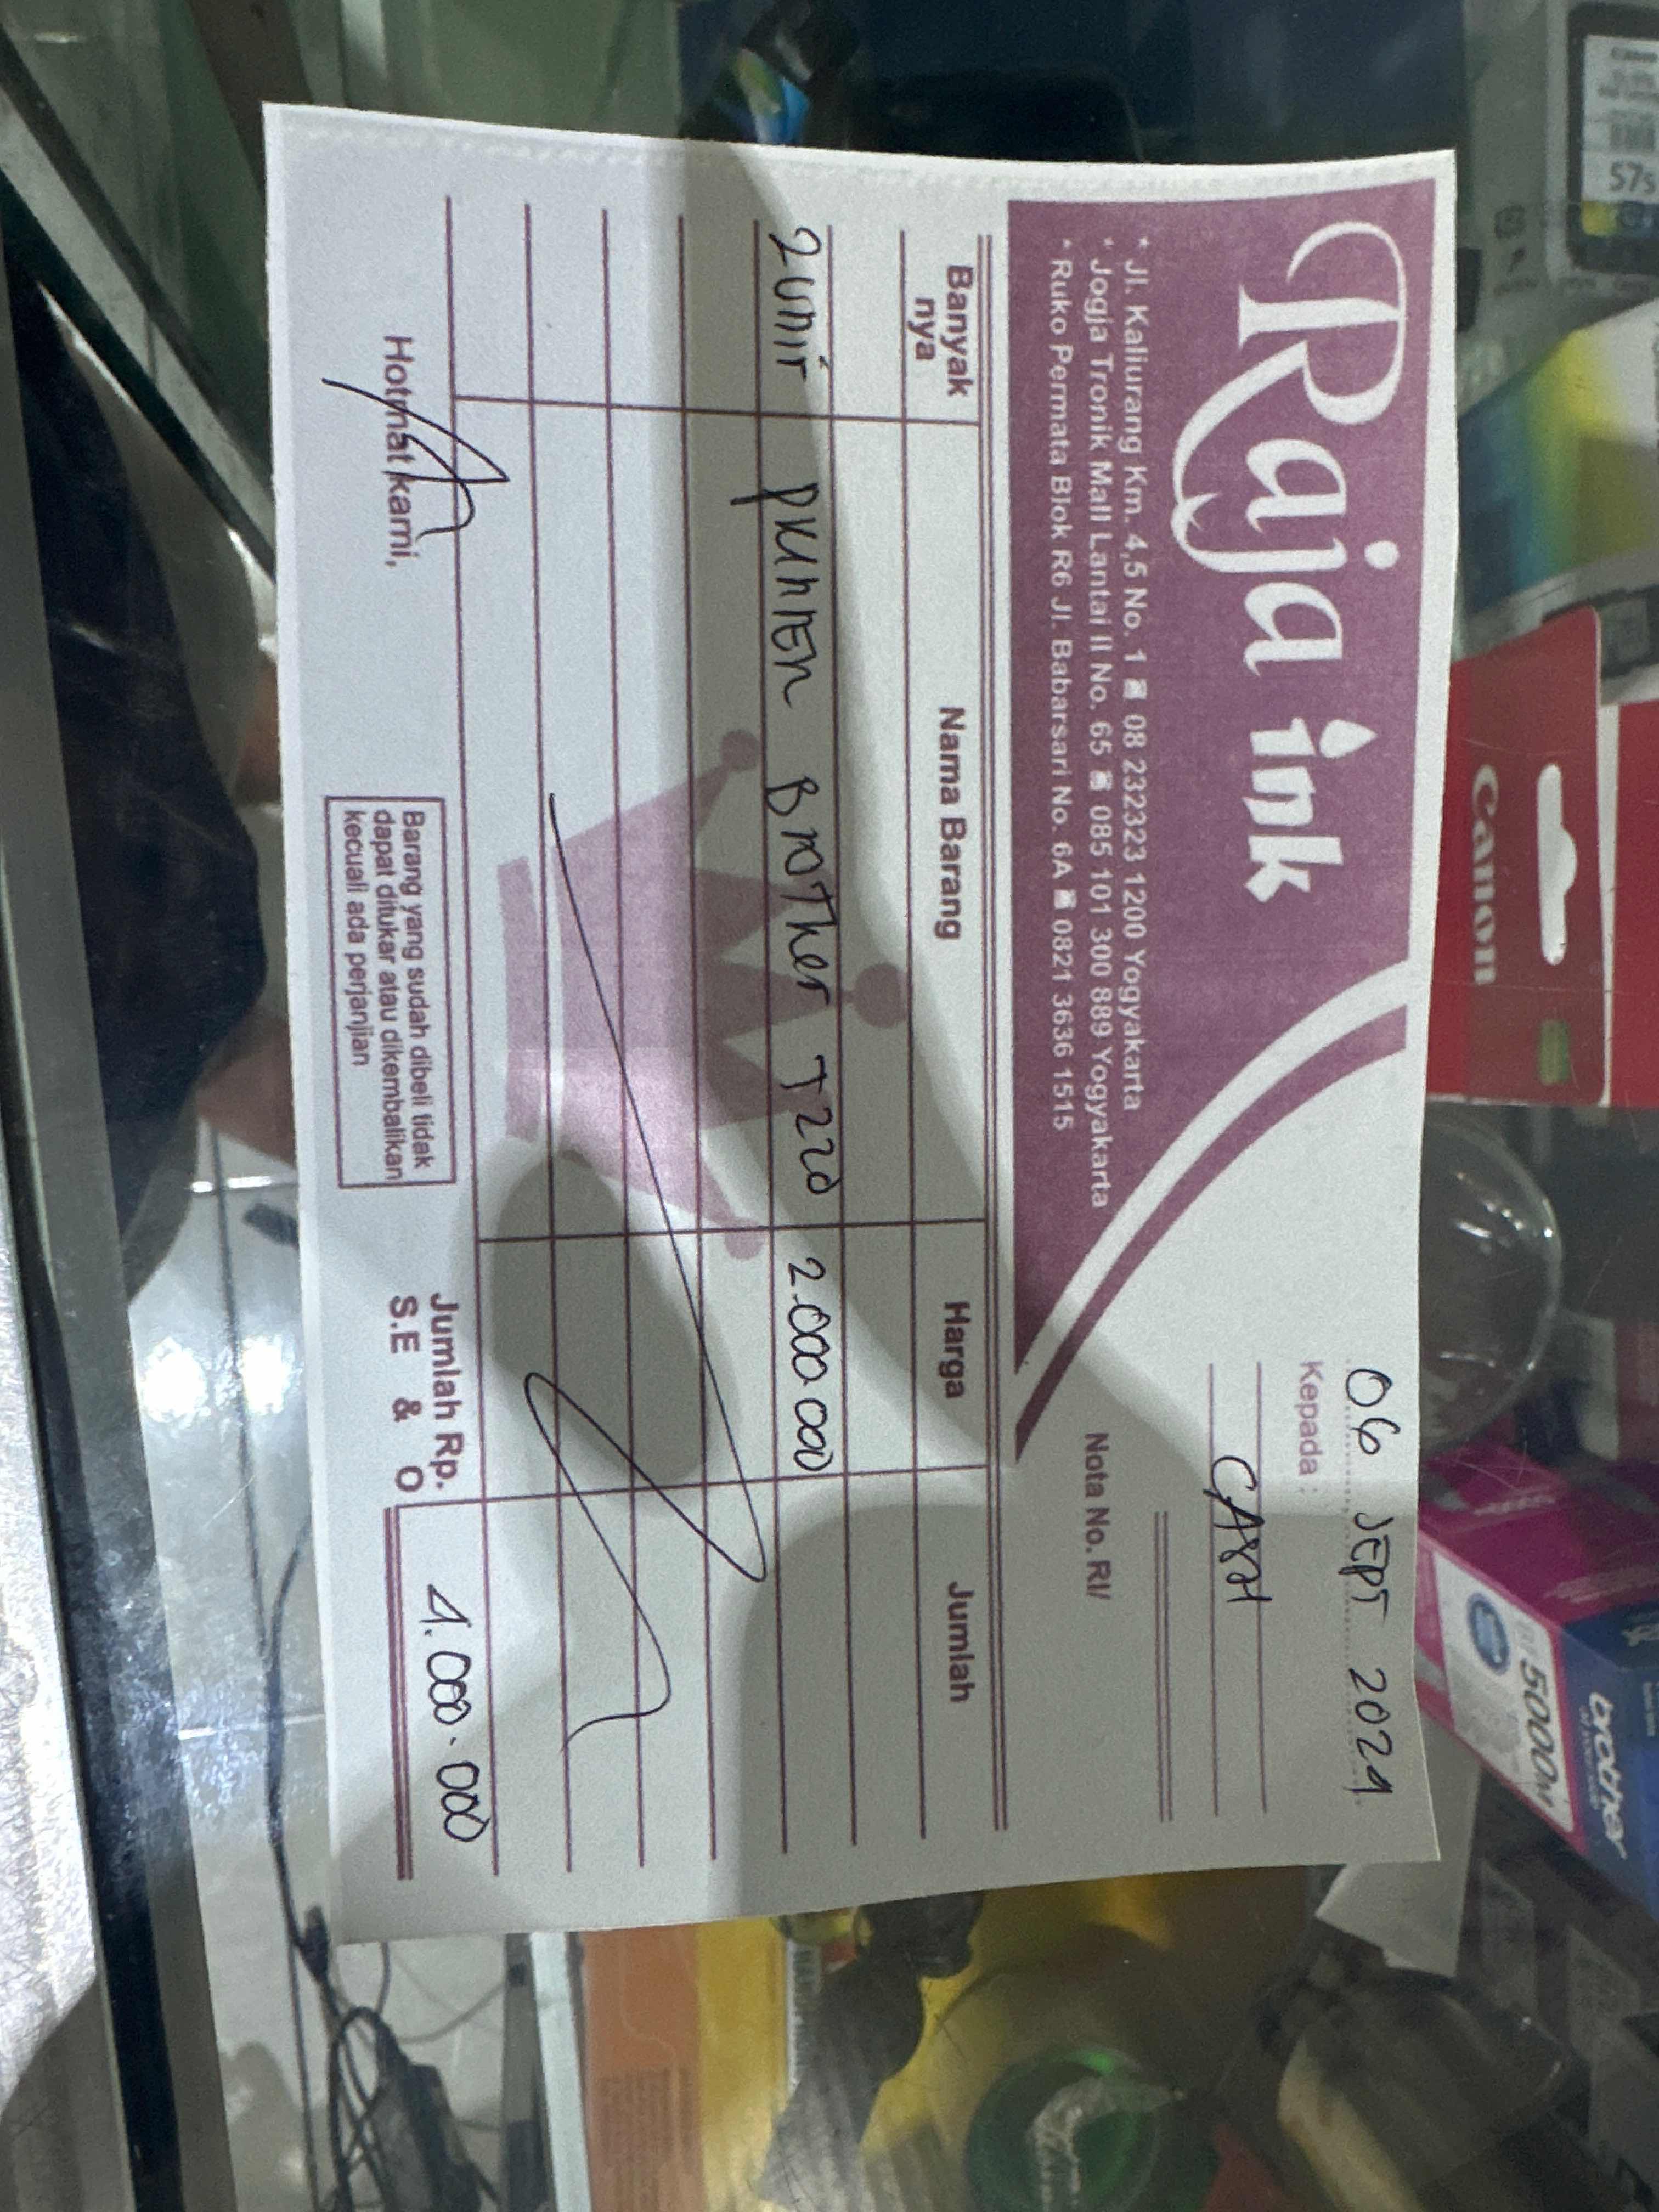 Raja ink
* Jl. Kaliurang Km. 4,5 No. 1 08 232323 1200 Yogyakarta
* Jogja Tronik Mall Lantai II No. 65 085 101 300 889 Yogyakarta
* Ruko Permata Blok R6 Jl. Babarsari No. 6A 0821 3636 1515
06 SEPT 2024
Kepada :
CASH
Nota No. RI/
Banyak nya Nama Barang Harga Jumlah
2 unit printer Brother T220 2.000.000
Hormat kami,
Barang yang sudah dibeli tidak
dapat ditukar atau dikembalikan
kecuali ada perjanjian
Jumlah Rp. 4.000.000
S.E & O
Canon
Canon
57s
brother
5000M